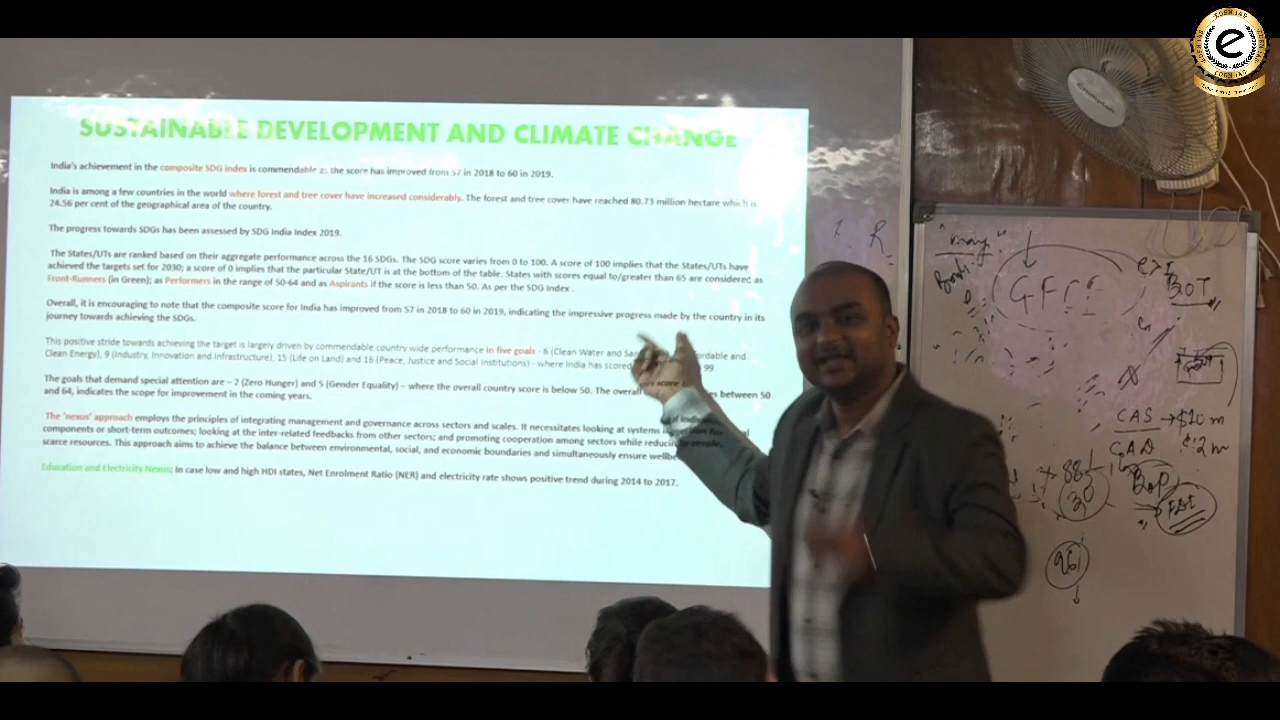 SUSTAINABLE DEVELOPMENT AND CLIMATE CHANGE
India's achievement in the composite SDG index is commendable as the score has improved from 57 in 2018 to 60 in 2019.
India is among a few countries in the world where forest and tree cover have increased considerably. The forest and tree cover have reached 80.73 million hectare which is
24.56 per cent of the geographical area of the country.
The progress towards SDGs has been assessed by SDG India Index 2019.
The States/UTs are ranked based on their aggregate performance across the 16 SDGs. The SDG score varies from 0 to 100. A score of 100 implies that the States/UTs have
achieved the targets set for 2030; a score of 0 implies that the particular State/UT is at the bottom of the table. States with scores equal to/greater than 65 are considered as
Front-Runners (in Green); as Performers in the range of 50-64 and as Aspirants if the score is less than 50. As per the SDG Index .
Overall, it is encouraging to note that the composite score for India has improved from 57 in 2018 to 60 in 2019, indicating the impressive progress made by the country in its
journey towards achieving the SDGs.
This positive stride towards achieving the target is largely driven by commendable country wide performance in five goals - 6 (Clean Water and
Clean Energy), 9 (Industry, Innovation and Infrastructure), 15 (Life on Land) and 16 (Peace, Justice and Social Institutions) - where India has scored 99.
The goals that demand special attention are – 2 (Zero Hunger) and 5 (Gender Equality) – where the overall country score is below 50. The overall between 50
and 64, indicates the scope for improvement in the coming years.
The 'nexus' approach employs the principles of integrating management and governance across sectors and scales. It necessitates looking at systems
components or short-term outcomes; looking at the inter-related feedbacks from other sectors; and promoting cooperation among sectors while
scarce resources. This approach aims to achieve the balance between environmental, social, and economic boundaries and simultaneously ensure
Education and Electricity Nexus: In case low and high HDI states, Net Enrolment Ratio (NER) and electricity rate shows positive trend during 2014 to 2017.
e
Crompton
BOT
CAS → $10 m
CAD $2 m
BOP
FDI
96